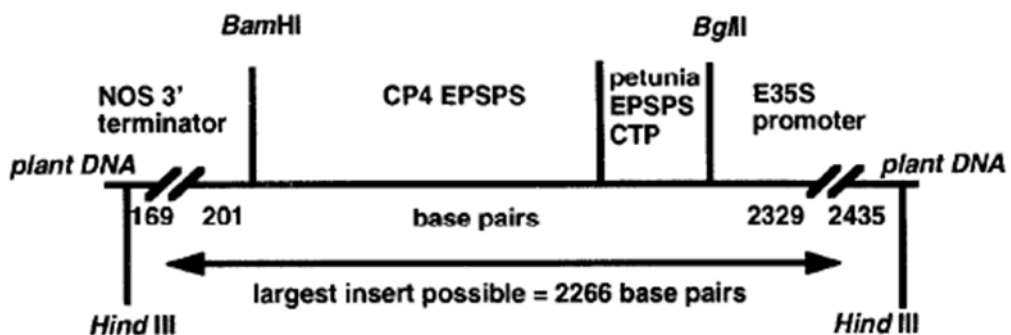 BamHI
BglII
NOS 3'
terminator
CP4 EPSPS
petunia
EPSPS
CTP
E35S
promoter
plant DNA
plant DNA
169
201
base pairs
2329
2435
largest insert possible = 2266 base pairs
Hind III
Hind III